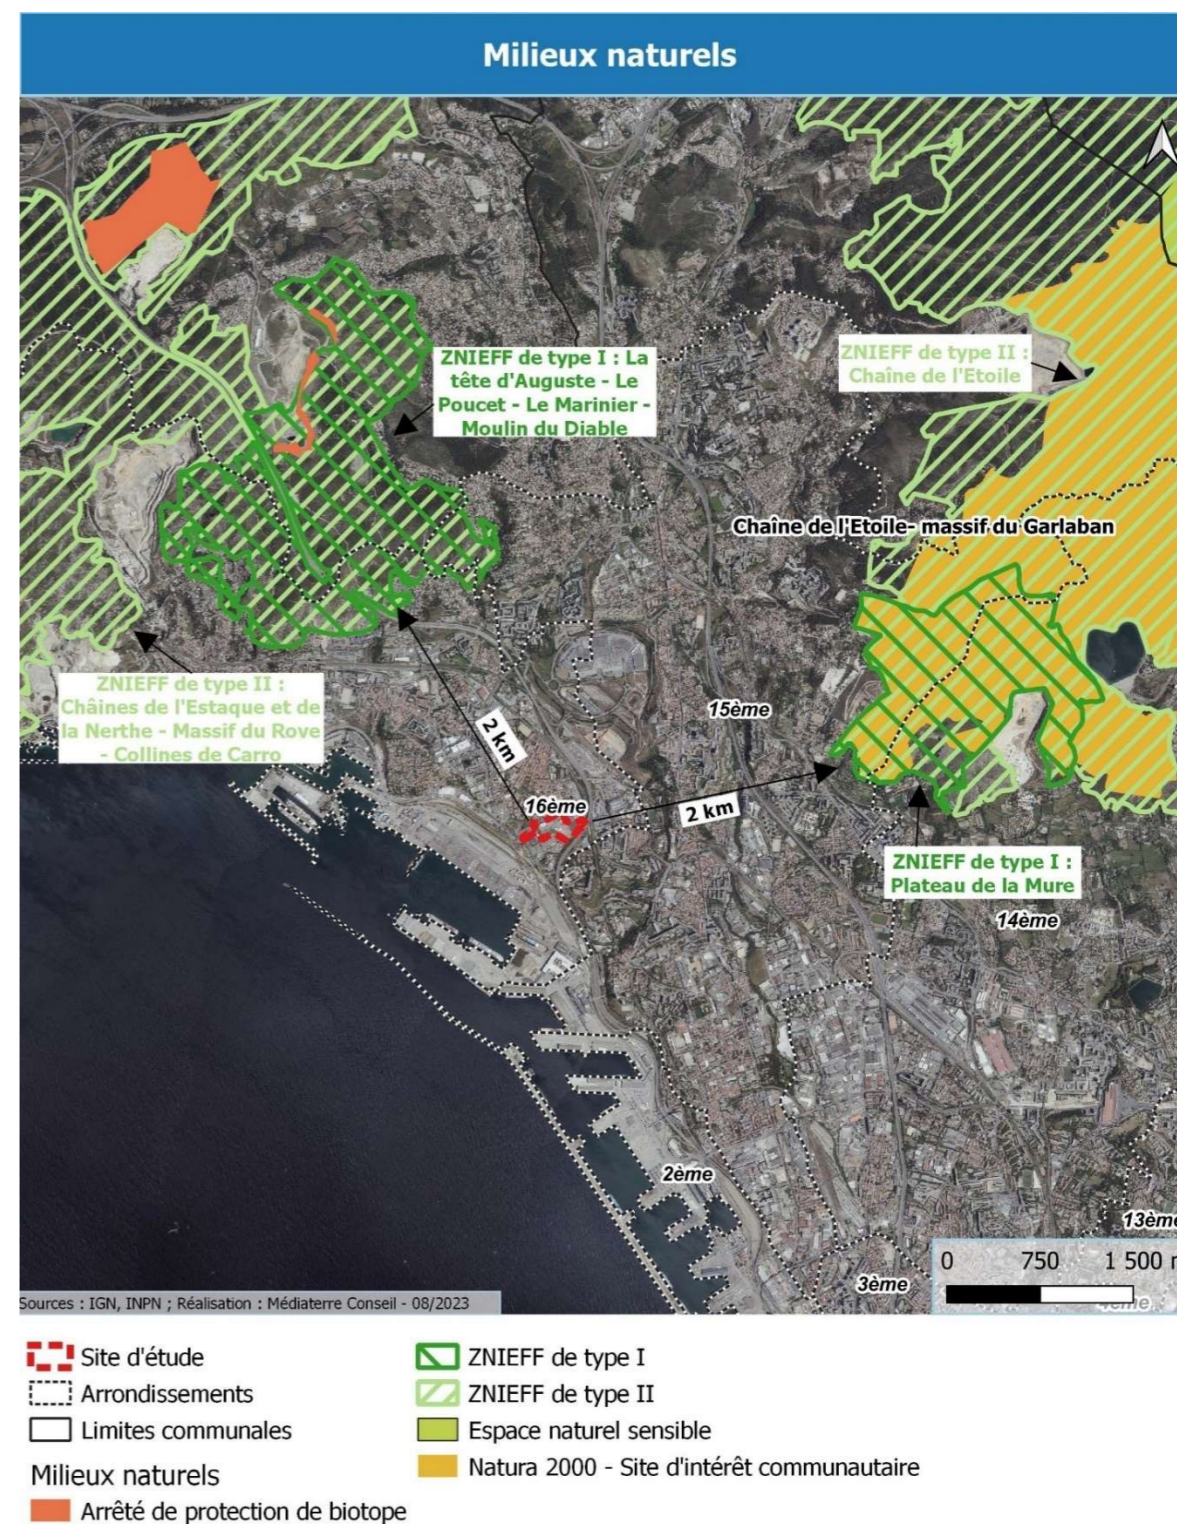 Milieux naturels
ZNIEFF de type I : La
tête d'Auguste - Le
Poucet - Le Marinier -
Moulin du Diable
ZNIEFF de type II :
Chaîne de l'Etoile
Chaîne de l'Etoile- massif du Garlaban
ZNIEFF de type II :
Chaînes de l'Estaque et de
la Nerthe - Massif du Rove
- Collines de Carro
15ème
2 km
16ème
2 km
ZNIEFF de type I :
Plateau de la Mure
14ème
2ème
13ème
3ème
0 750 1 500 m
4ème
Sources : IGN, INPN ; Réalisation : Médiaterre Conseil - 08/2023
Site d'étude
Arrondissements
Limites communales
Milieux naturels
Arrêté de protection de biotope
ZNIEFF de type I
ZNIEFF de type II
Espace naturel sensible
Natura 2000 - Site d'intérêt communautaire